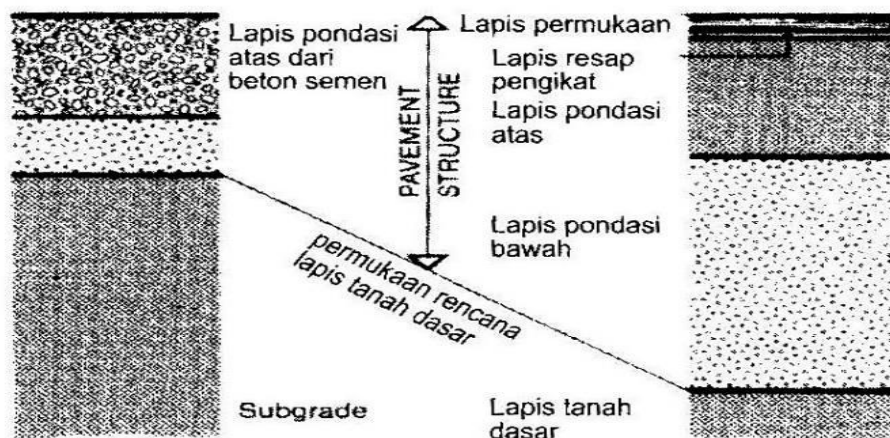 Lapis pondasi
atas dari
beton semen
PAVEMENT
STRUCTURE
Lapis permukaan
Lapis resap
pengikat
Lapis pondasi
atas
Lapis pondasi
bawah
permukaan rencana
lapis tanah dasar
Subgrade
Lapis tanah
dasar